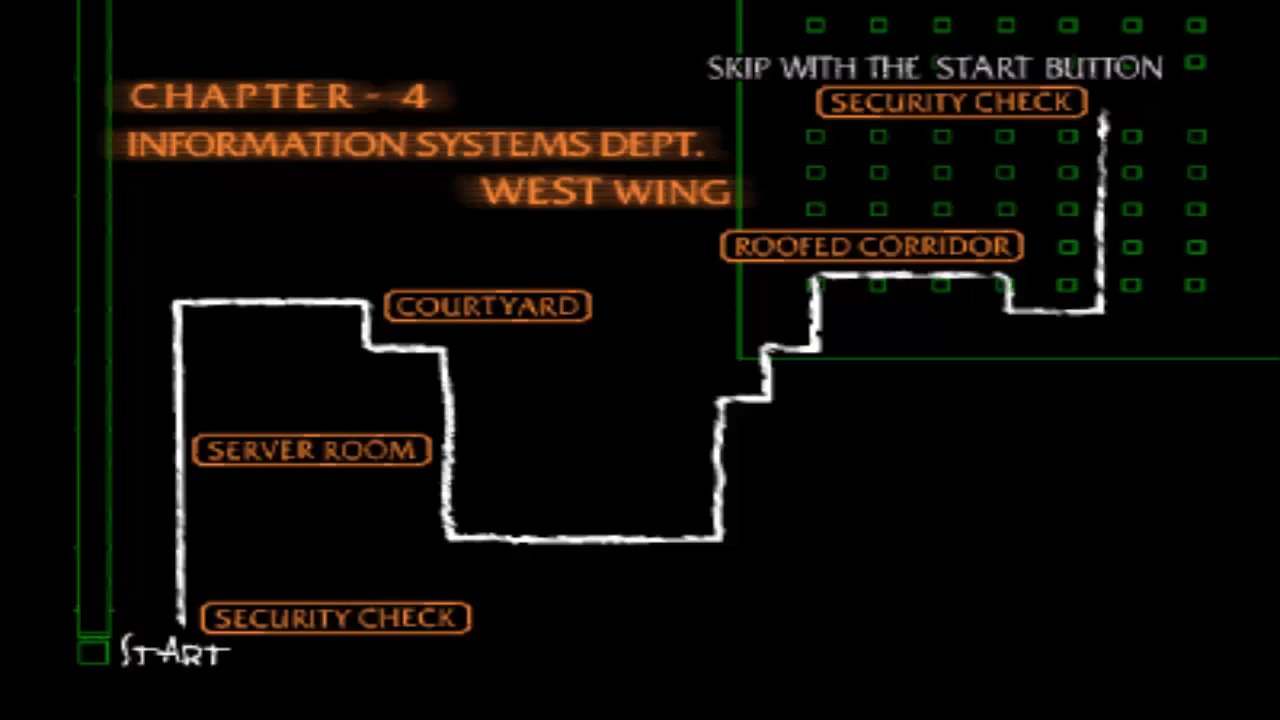 SKIP WITH THE START BUTTON
CHAPTER - 4
SECURITY CHECK
INFORMATION SYSTEMS DEPT.
WEST WING
ROOFED CORRIDOR
COURTYARD
SERVER ROOM
SECURITY CHECK
START